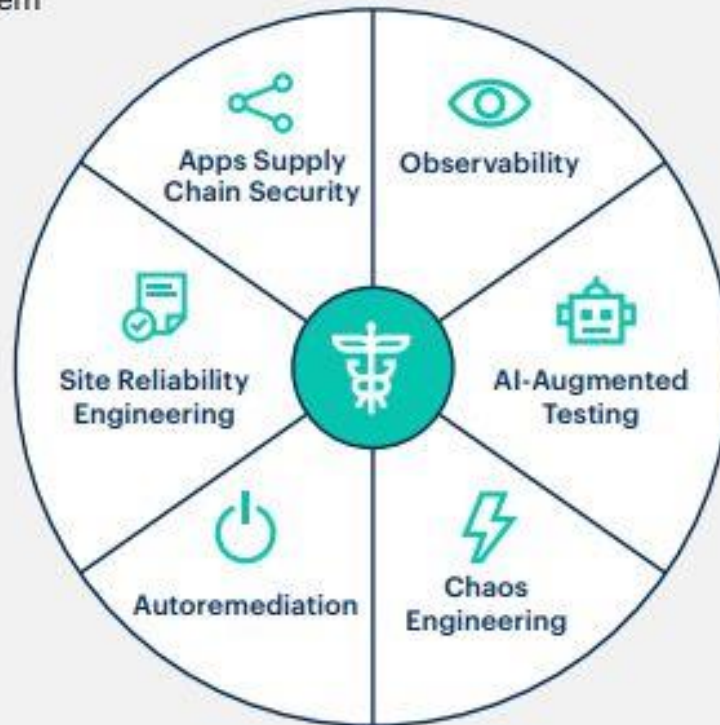 Apps Supply
Chain Security
Observability
Site Reliability
Engineering
AI-Augmented
Testing
Autoremediation
Chaos
Engineering